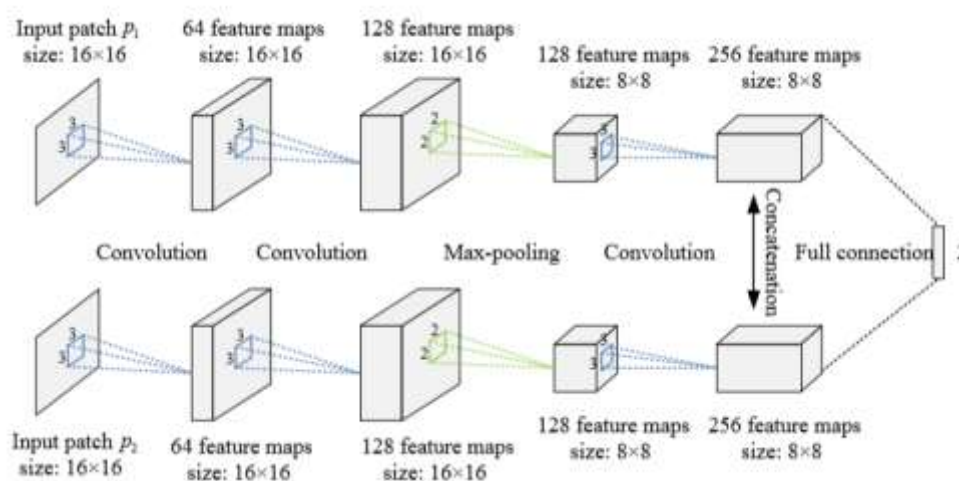 Input patch p₁
size: 16×16
64 feature maps
size: 16×16
128 feature maps
size: 16×16
128 feature maps
size: 8×8
256 feature maps
size: 8×8
3
3
3
3
2
2
3
3
Convolution
Convolution
Max-pooling
Convolution
Concatenation
Full connection
3
3
3
3
2
2
3
3
Input patch p₂
size: 16×16
64 feature maps
size: 16×16
128 feature maps
size: 16×16
128 feature maps
size: 8×8
256 feature maps
size: 8×8